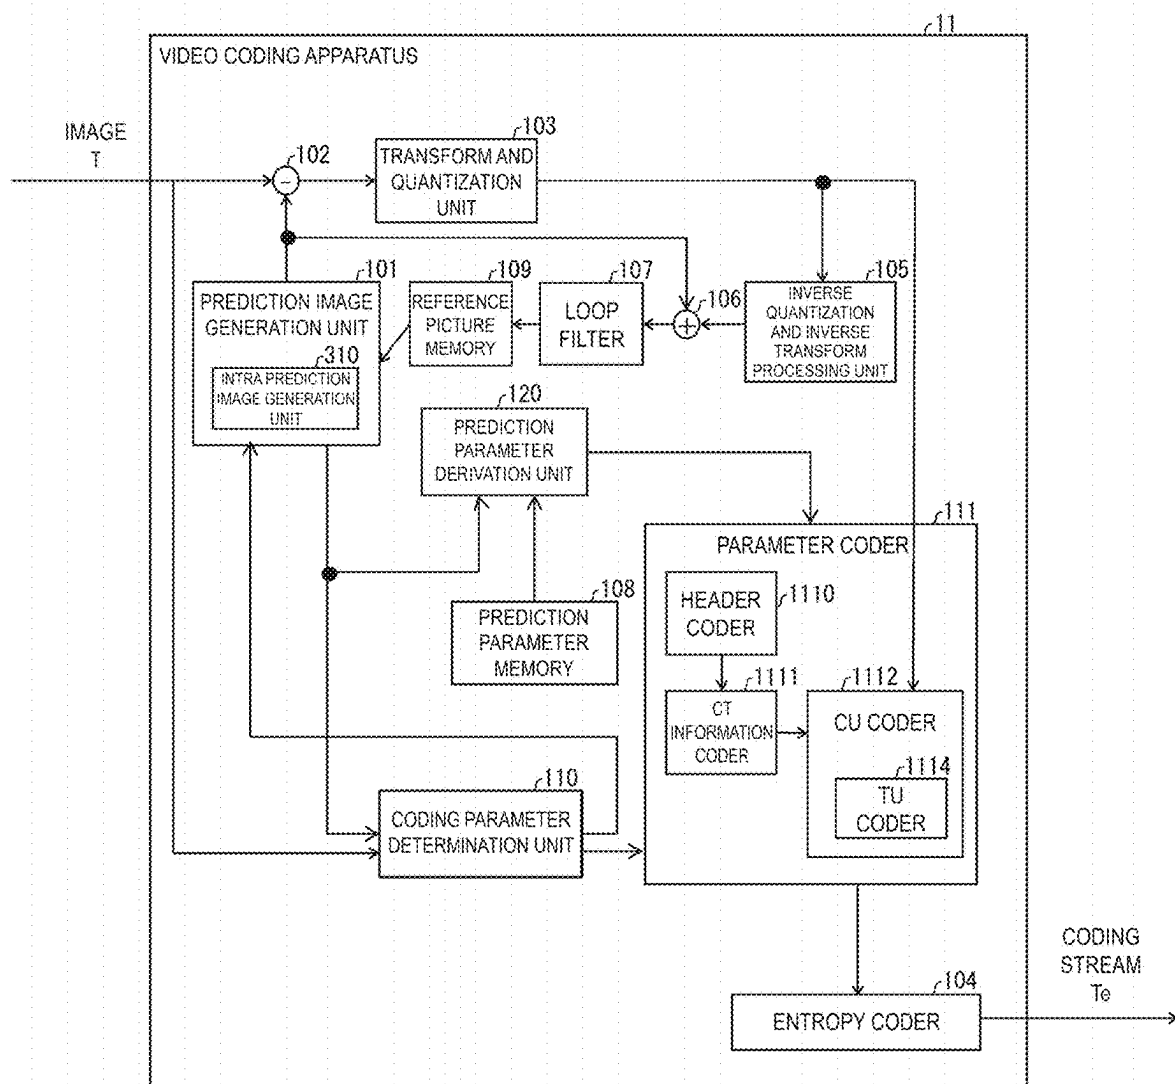 11
VIDEO CODING APPARATUS
IMAGE
T
102
-
103
TRANSFORM AND
QUANTIZATION
UNIT
101
PREDICTION IMAGE
GENERATION UNIT
310
INTRA PREDICTION
IMAGE GENERATION
UNIT
109
REFERENCE
PICTURE
MEMORY
107
LOOP
FILTER
106
+
105
INVERSE
QUANTIZATION
AND INVERSE
TRANSFORM
PROCESSING UNIT
120
PREDICTION
PARAMETER
DERIVATION UNIT
108
PREDICTION
PARAMETER
MEMORY
111
PARAMETER CODER
1110
HEADER
CODER
1111
CT
INFORMATION
CODER
1112
CU CODER
1114
TU
CODER
110
CODING PARAMETER
DETERMINATION UNIT
104
ENTROPY CODER
CODING
STREAM
Te